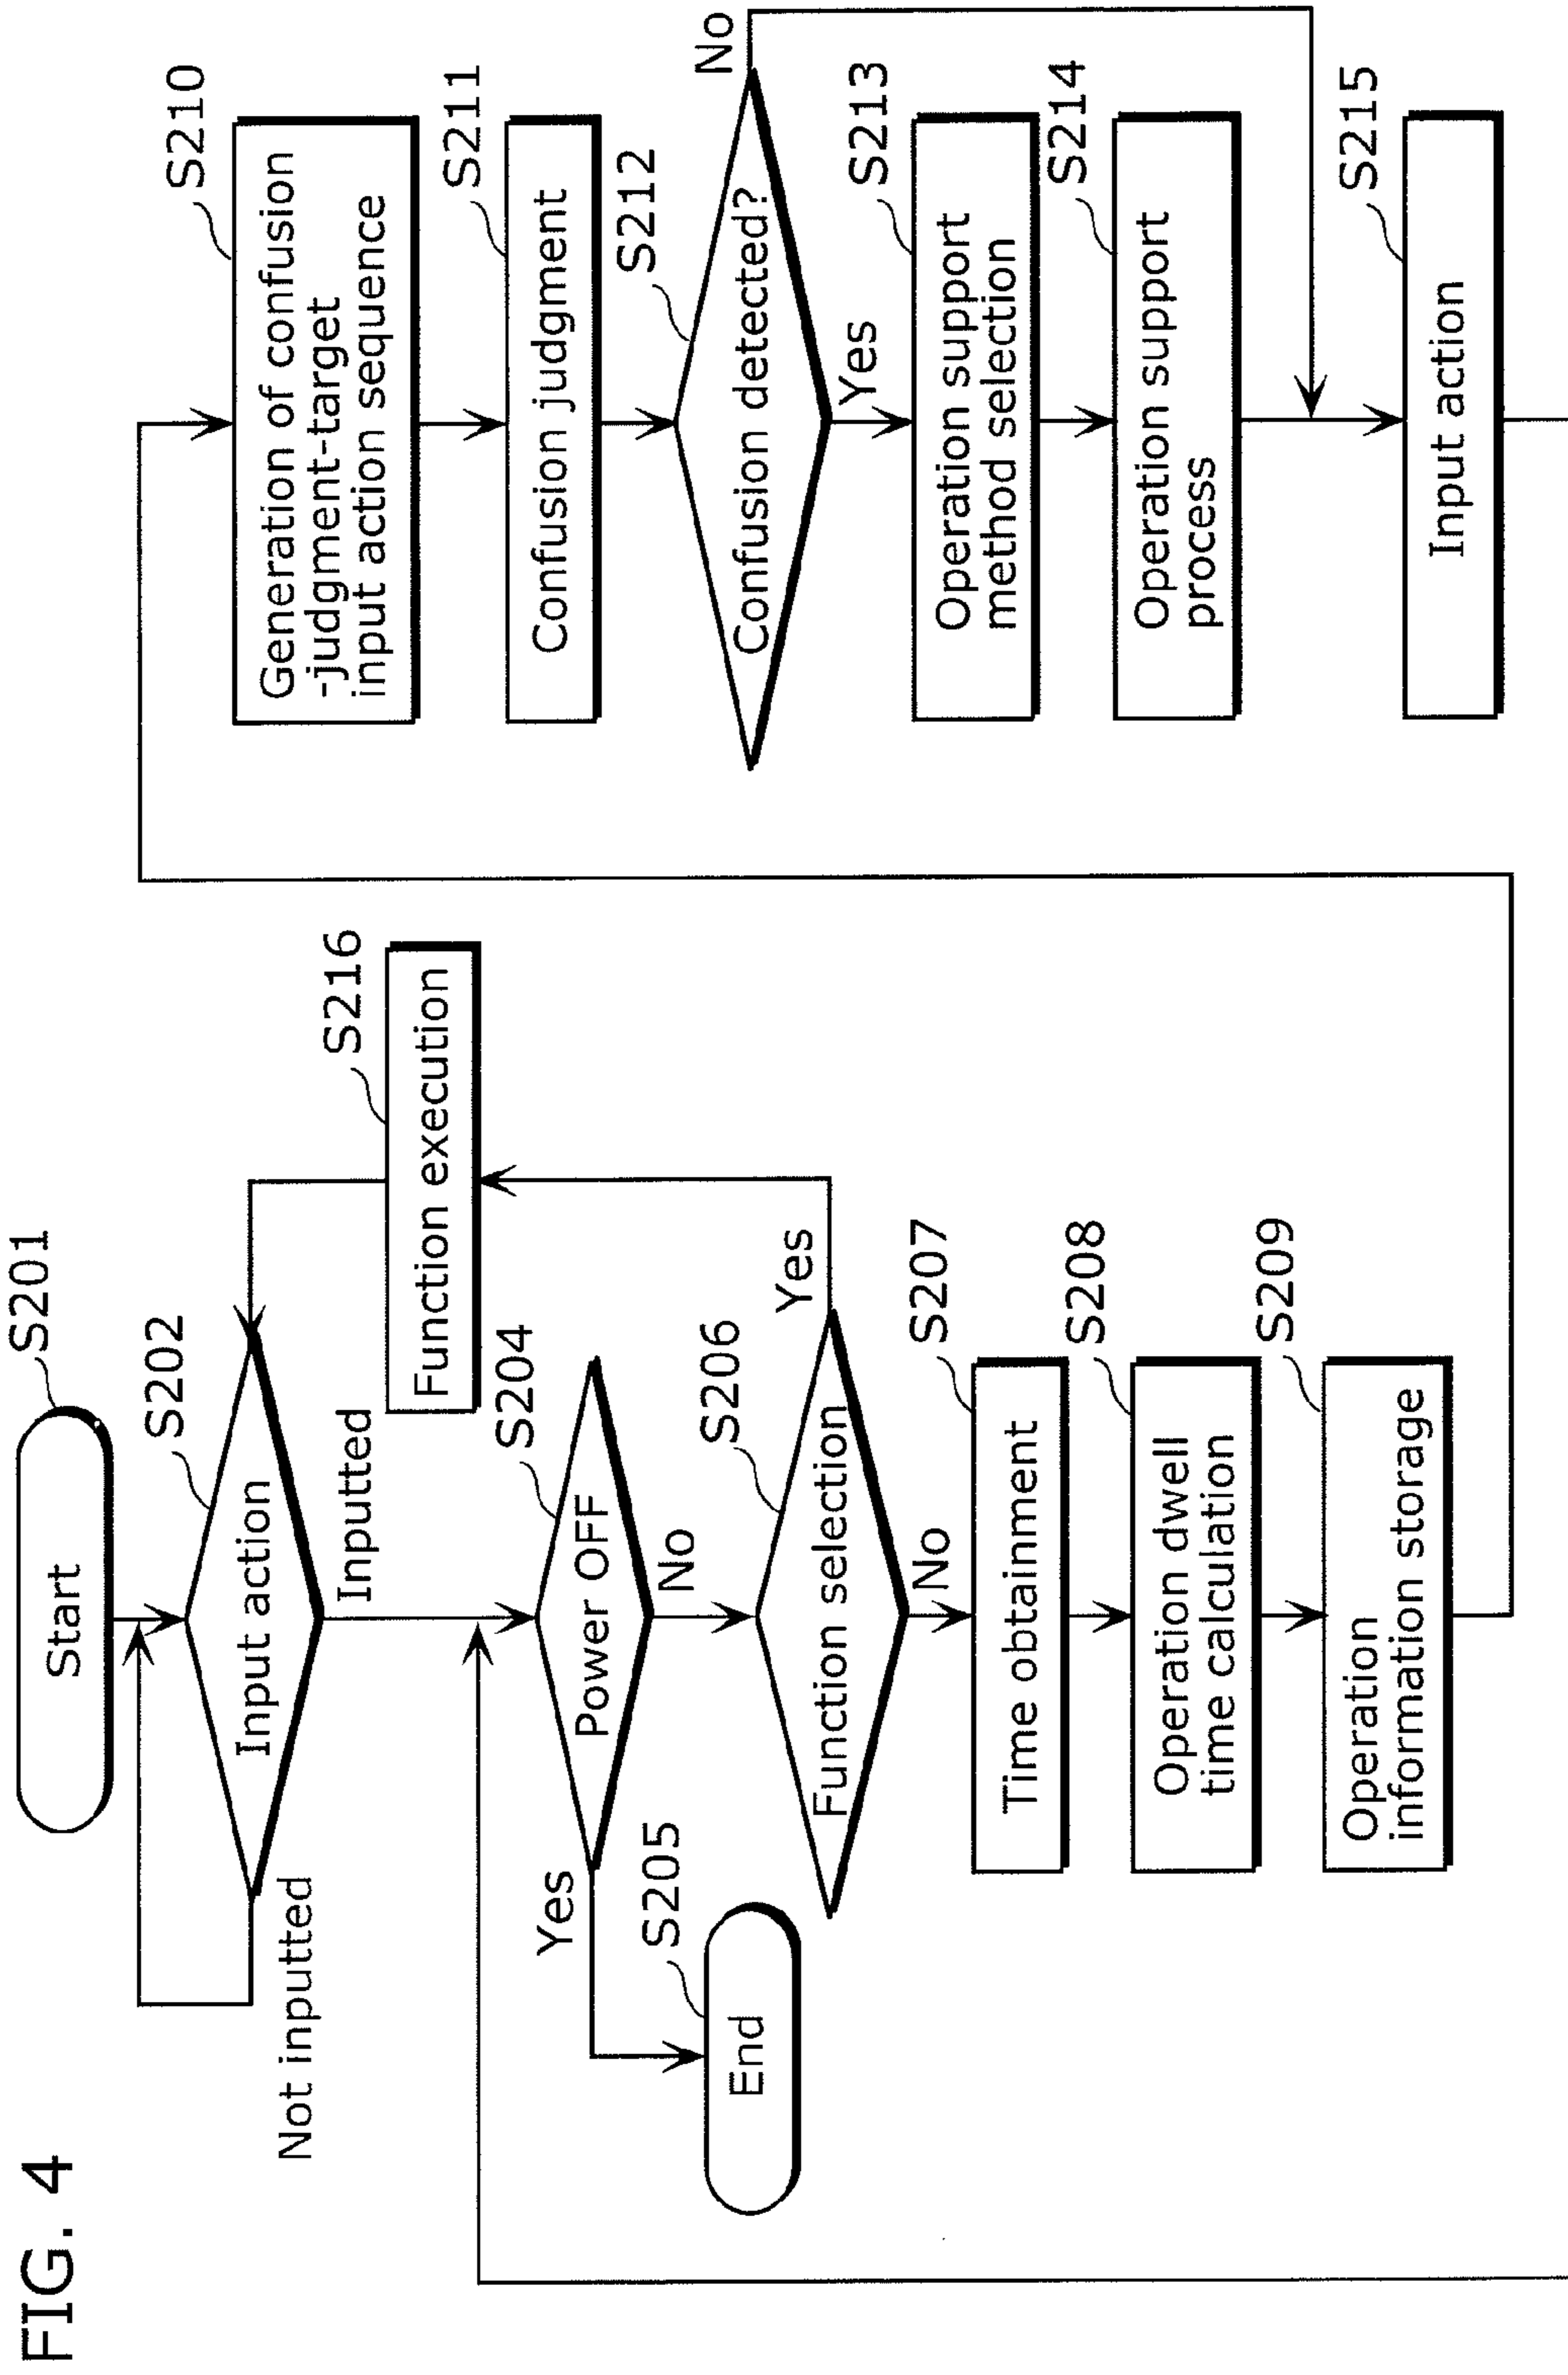 FIG. 4
Start
S201
Input action
S202
Not inputted
Inputted
Function execution
S216
Power OFF
S204
Yes
No
End
S205
Function selection
S206
Yes
No
Time obtainment
S207
Operation dwell
time calculation
S208
Operation
information storage
S209
Generation of confusion
-judgment-target
input action sequence
S210
Confusion judgment
S211
Confusion detected?
S212
No
Yes
Operation support
method selection
S213
Operation support
process
S214
Input action
S215